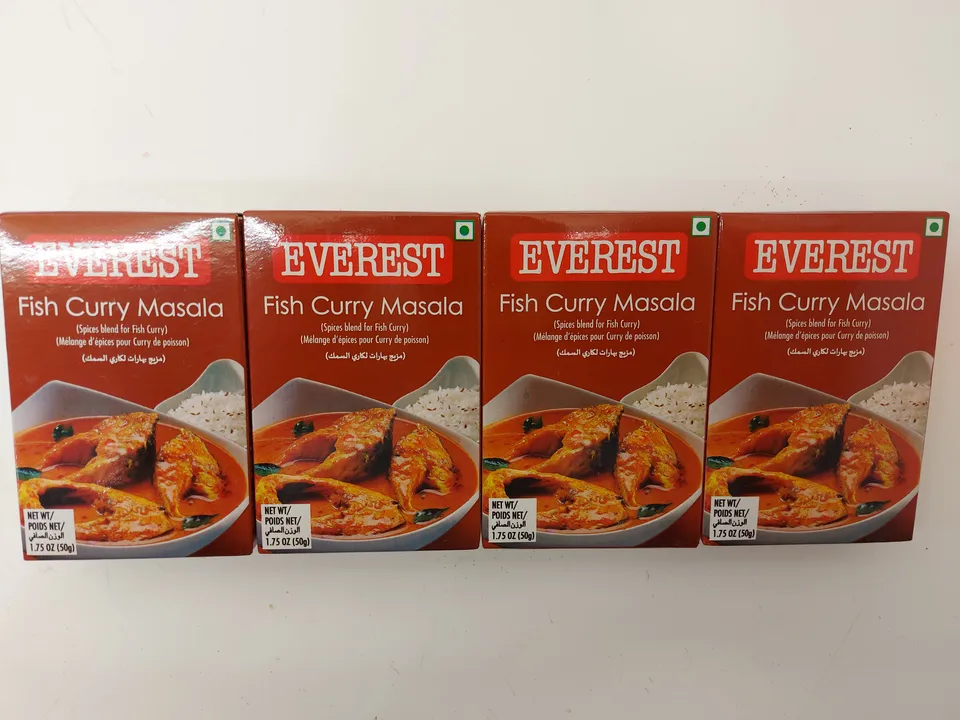 EVEREST
Fish Curry Masala
(Spices blend for Fish Curry)
(Mélange d'épices pour Curry de poisson)
(مزيج بهارات لكاري السمك)
NET WT/
POIDS NET/
الوزن الصافي/
1.75 OZ (50g)
EVEREST
Fish Curry Masala
(Spices blend for Fish Curry)
(Mélange d'épices pour Curry de poisson)
(مزيج بهارات لكاري السمك)
NET WT/
POIDS NET/
الوزن الصافي/
1.75 OZ (50g)
EVEREST
Fish Curry Masala
(Spices blend for Fish Curry)
(Mélange d'épices pour Curry de poisson)
(مزيج بهارات لكاري السمك)
NET WT/
POIDS NET/
الوزن الصافي/
1.75 OZ (50g)
EVEREST
Fish Curry Masala
(Spices blend for Fish Curry)
(Mélange d'épices pour Curry de poisson)
(مزيج بهارات لكاري السمك)
NET WT/
POIDS NET/
الوزن الصافي/
1.75 OZ (50g)